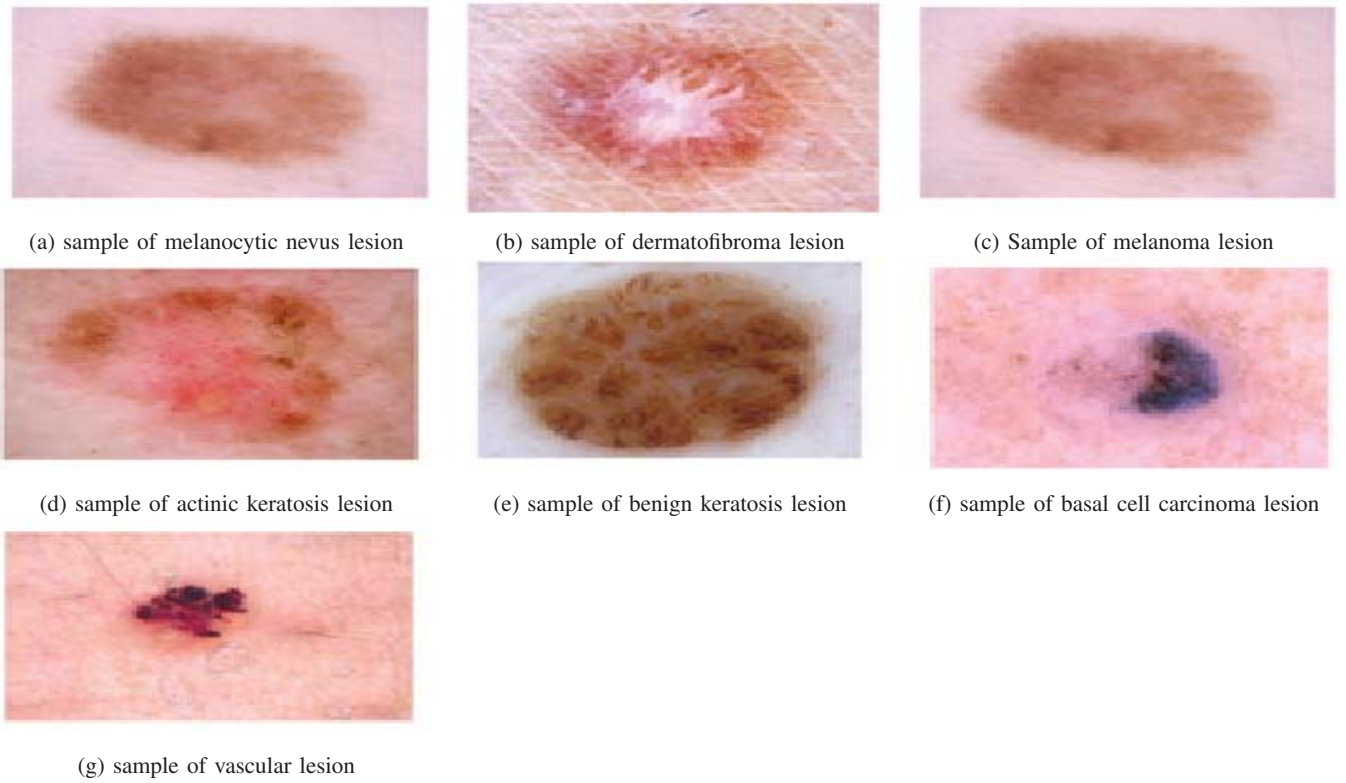 (a) sample of melanocytic nevus lesion
(b) sample of dermatofibroma lesion
(c) Sample of melanoma lesion
(d) sample of actinic keratosis lesion
(e) sample of benign keratosis lesion
(f) sample of basal cell carcinoma lesion
(g) sample of vascular lesion